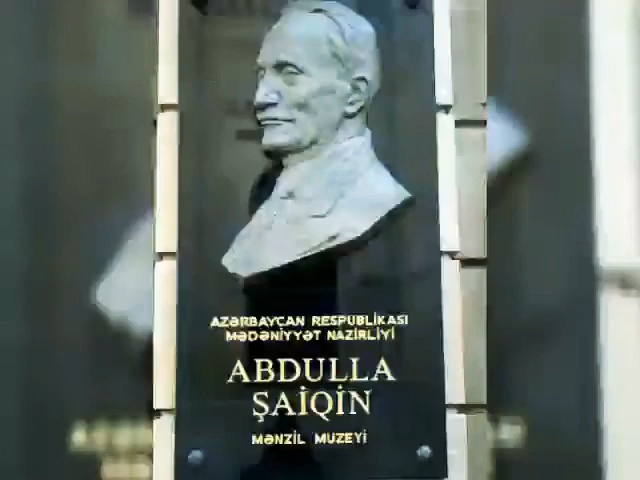 AZƏRBAYCAN RESPUBLİKASI
MƏDƏNİYYƏT NAZİRLİYİ
ABDULLA
ŞAİQİN
MƏNZİL MUZEYİ